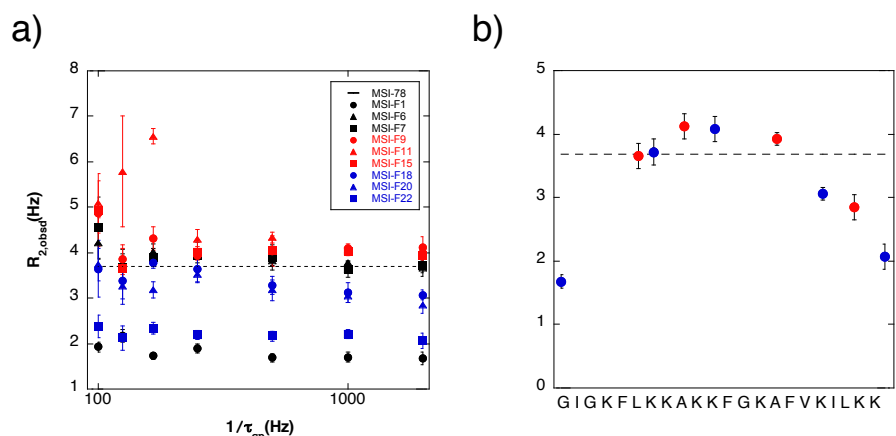 a)
8
7
6
5
4
3
2
1
R2,obsd(Hz)
100
1000
1/τcp(Hz)
MSI-78
MSI-F1
MSI-F6
MSI-F7
MSI-F9
MSI-F11
MSI-F15
MSI-F18
MSI-F20
MSI-F22
b)
5
4
3
2
1
0
G I G K F L K K A K K F G K A F V K I L K K